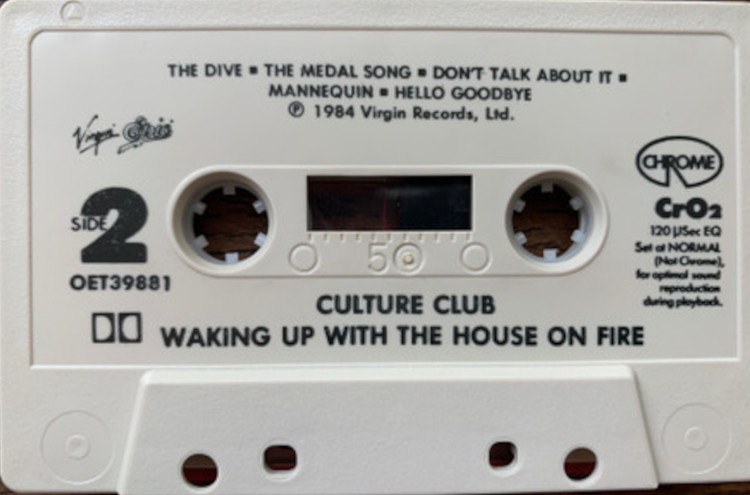 THE DIVE ▪ THE MEDAL SONG ▪ DON'T TALK ABOUT IT ▪
MANNEQUIN ▪ HELLO GOODBYE
℗ 1984 Virgin Records, Ltd.
Virgin Epic
CHROME
SIDE 2
CrO2
120 µSec EQ
Set at NORMAL
(Not Chrome),
for optimal sound
reproduction
during playback.
50
OET39881
CULTURE CLUB
WAKING UP WITH THE HOUSE ON FIRE